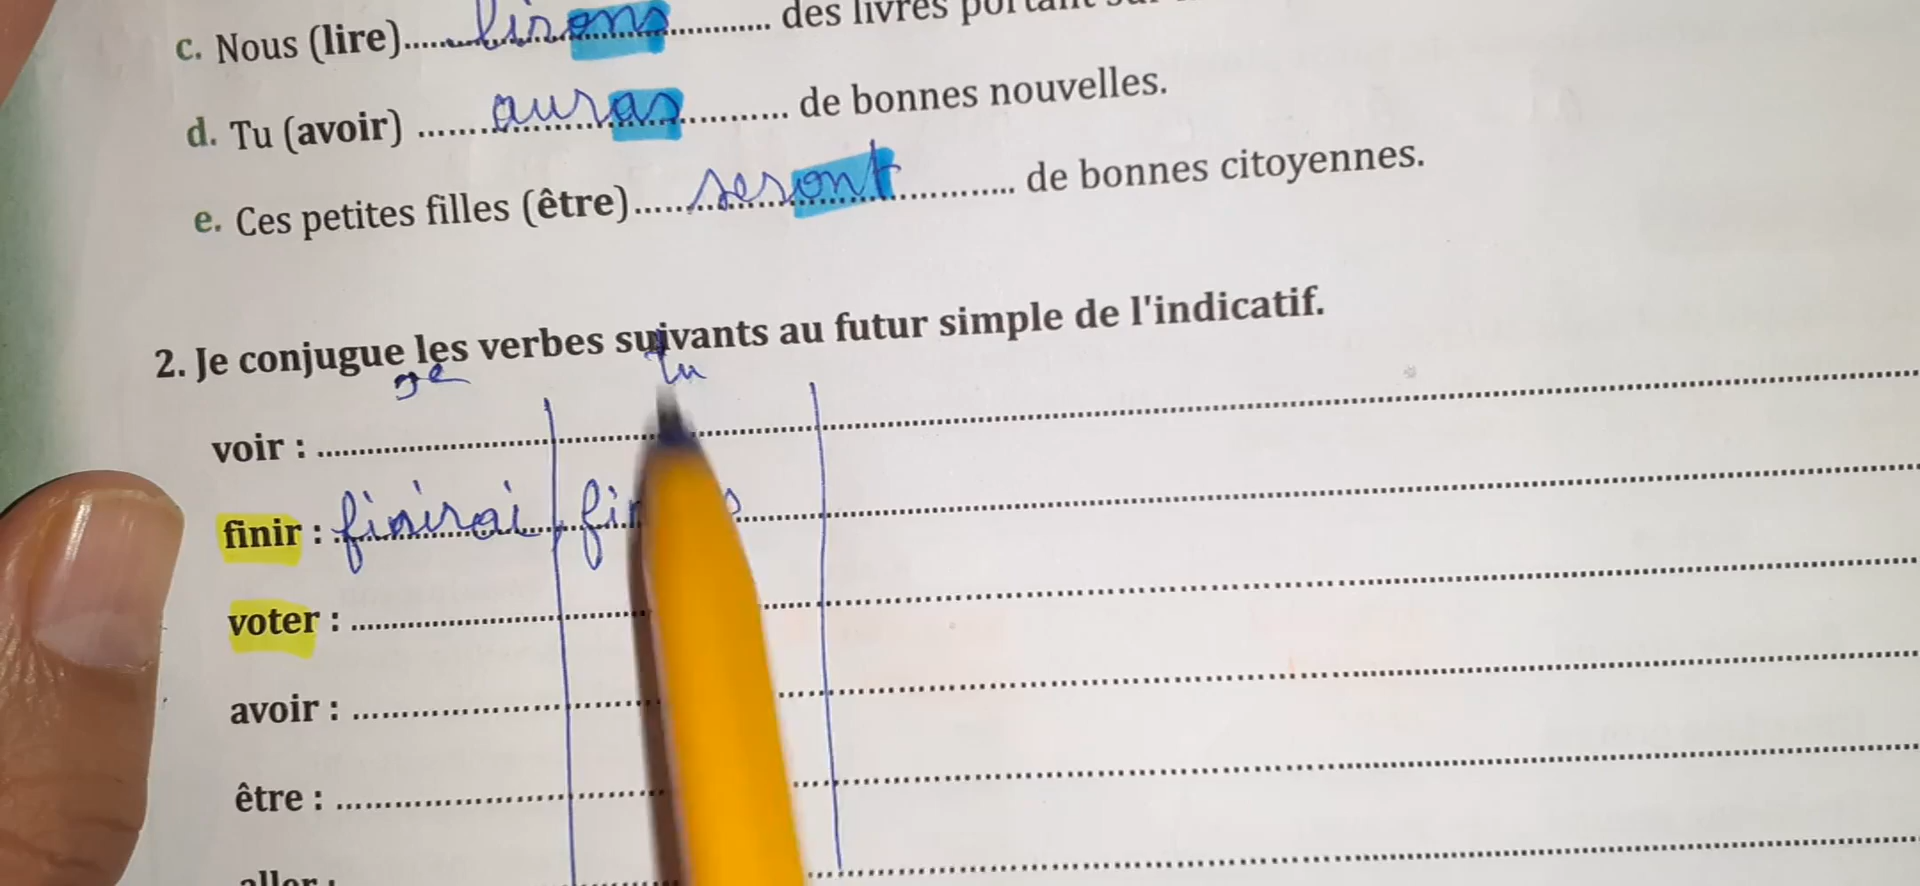 c. Nous (lire)............lirons............ des livres
d. Tu (avoir) ............auras............ de bonnes nouvelles.
e. Ces petites filles (être)............seront............ de bonnes citoyennes.
2. Je conjugue les verbes suivants au futur simple de l'indicatif.
je tu
voir : ............
finir : finirai
voter : ............
avoir : ............
être : ............
aller :